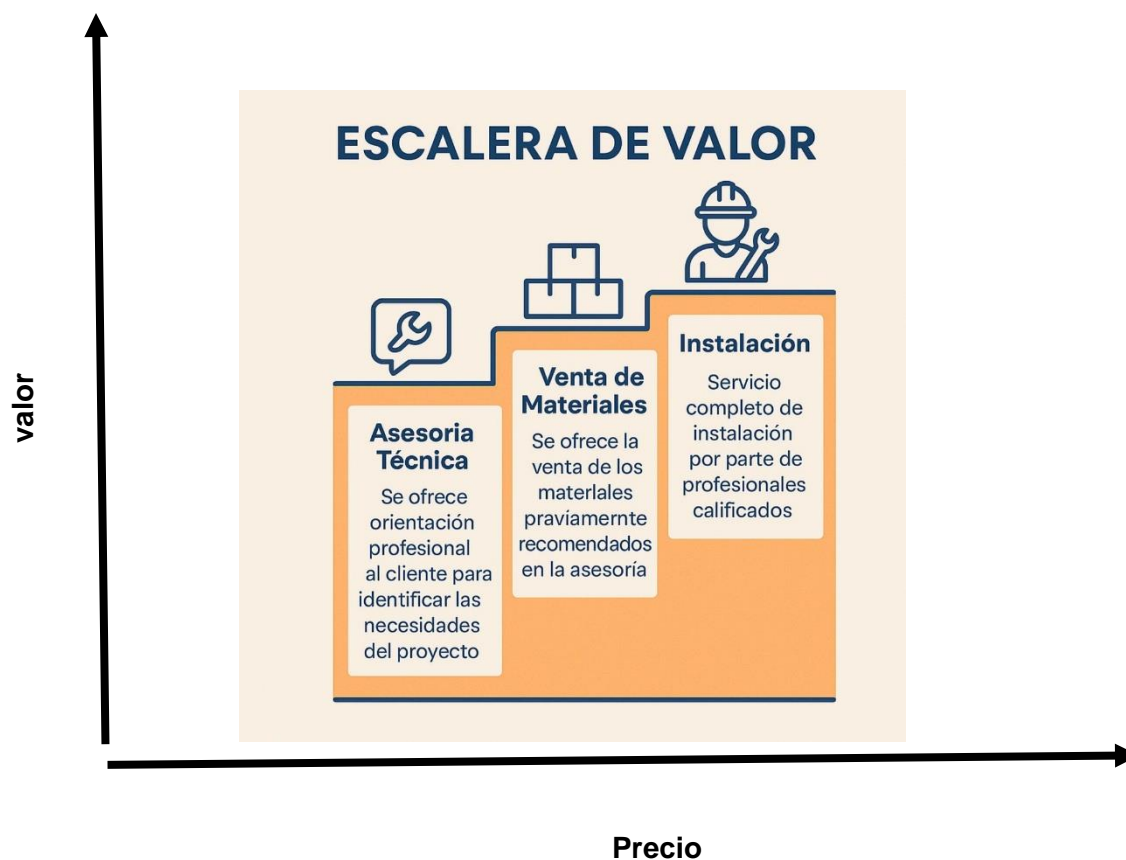 ESCALERA DE VALOR
valor
Asesoria
Técnica
Se ofrece
orientación
profesional
al cliente para
identificar las
necesidades
del proyecto
Venta de
Materiales
Se ofrece la
venta de los
materlales
pravíamernte
recomendados
en la asesoría
Instalación
Servicio
completo de
instalación
por parte de
profesionales
calificados
Precio